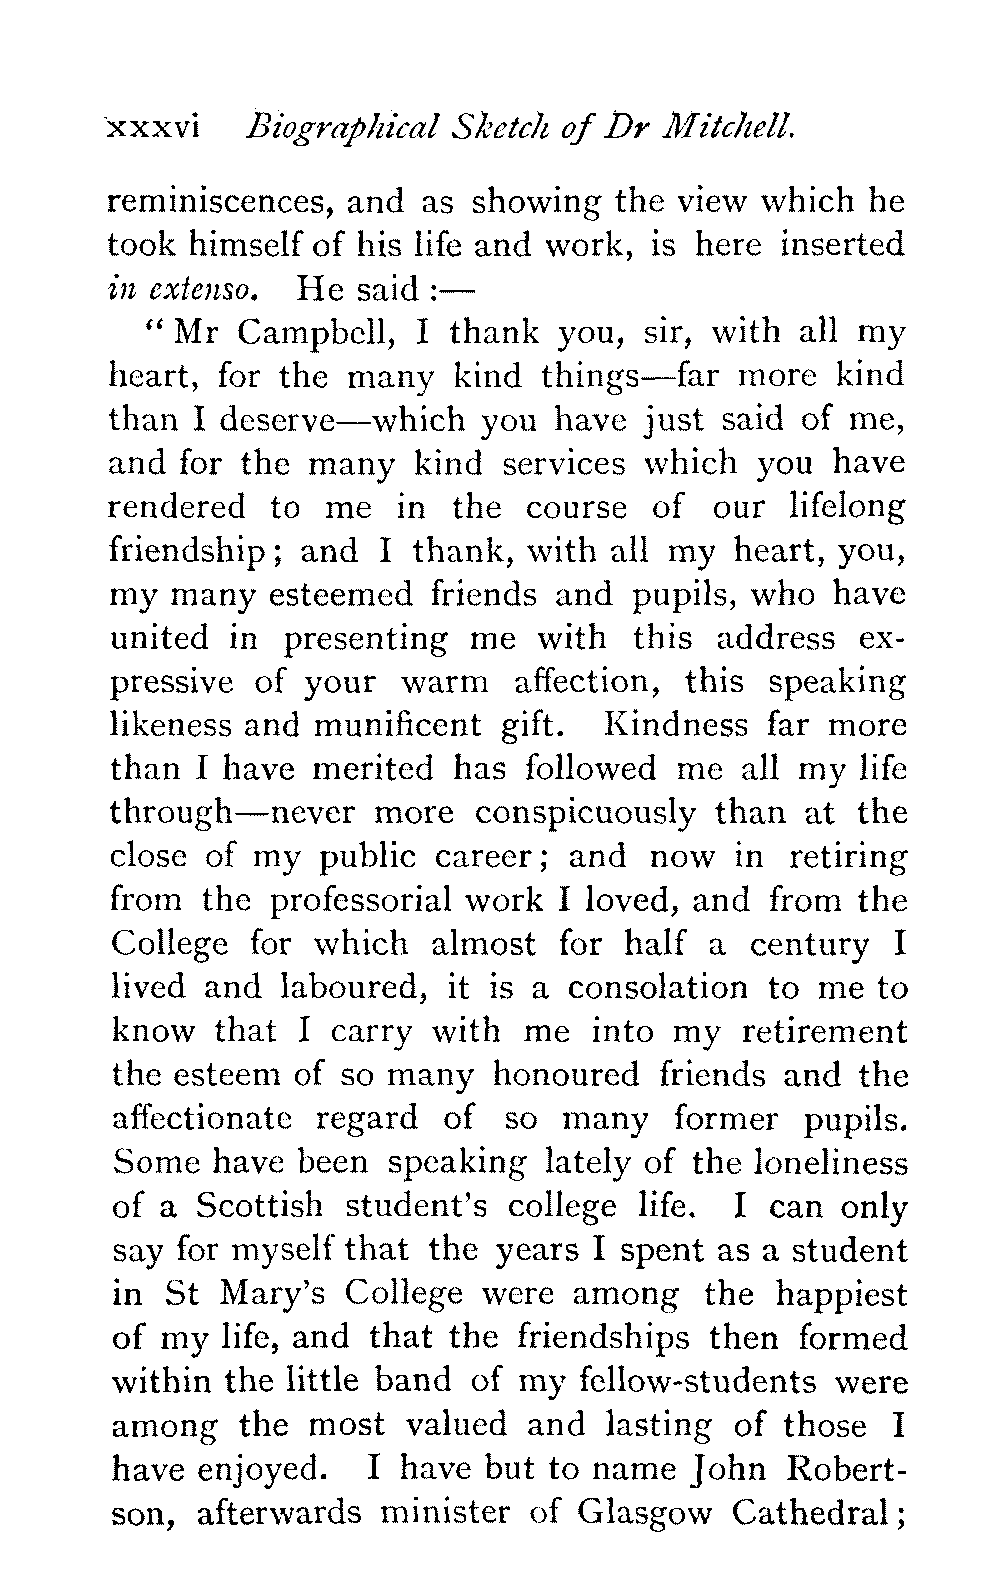 xxxvi Biographical Sketch of Dr Mitchell.
reminiscences, and as showing the view which he
took himself of his life and work, is here inserted
in extenso. He said :—
“ Mr Campbell, I thank you, sir, with all my
heart, for the many kind things—far more kind
than I deserve—which you have just said of me,
and for the many kind services which you have
rendered to me in the course of our lifelong
friendship; and I thank, with all my heart, you,
my many esteemed friends and pupils, who have
united in presenting me with this address ex-
pressive of your warm affection, this speaking
likeness and munificent gift. Kindness far more
than I have merited has followed me all my life
through—never more conspicuously than at the
close of my public career; and now in retiring
from the professorial work I loved, and from the
College for which almost for half a century I
lived and laboured, it is a consolation to me to
know that I carry with me into my retirement
the esteem of so many honoured friends and the
affectionate regard of so many former pupils.
Some have been speaking lately of the loneliness
of a Scottish student's college life. I can only
say for myself that the years I spent as a student
in St Mary's College were among the happiest
of my life, and that the friendships then formed
within the little band of my fellow-students were
among the most valued and lasting of those I
have enjoyed. I have but to name John Robert-
son, afterwards minister of Glasgow Cathedral;